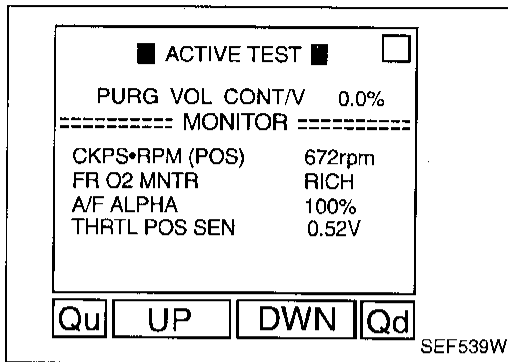 ■ ACTIVE TEST ■
PURG VOL CONT/V 0.0%
========== MONITOR ==========
CKPS•RPM (POS) 672rpm
FR O2 MNTR RICH
A/F ALPHA 100%
THRTL POS SEN 0.52V
Qu UP DWN Qd
SEF539W